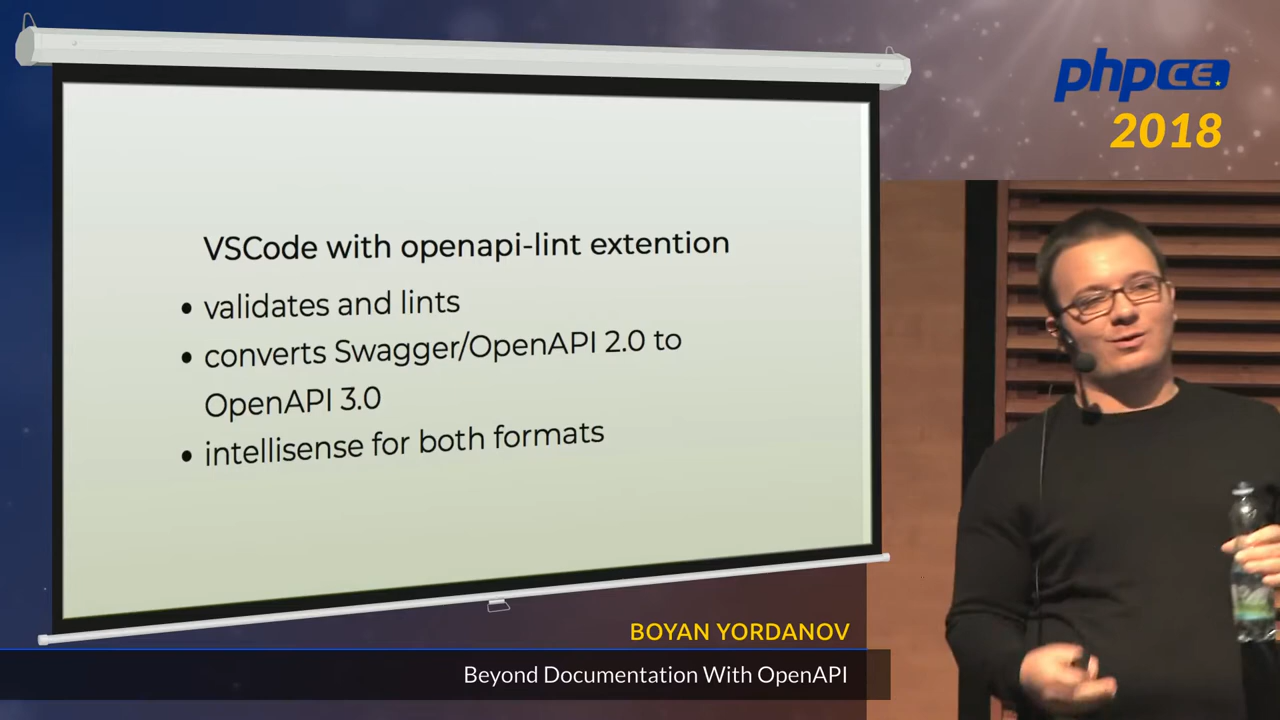 phpce
2018
VSCode with openapi-lint extention
• validates and lints
• converts Swagger/OpenAPI 2.0 to
OpenAPI 3.0
• intellisense for both formats
BOYAN YORDANOV
Beyond Documentation With OpenAPI